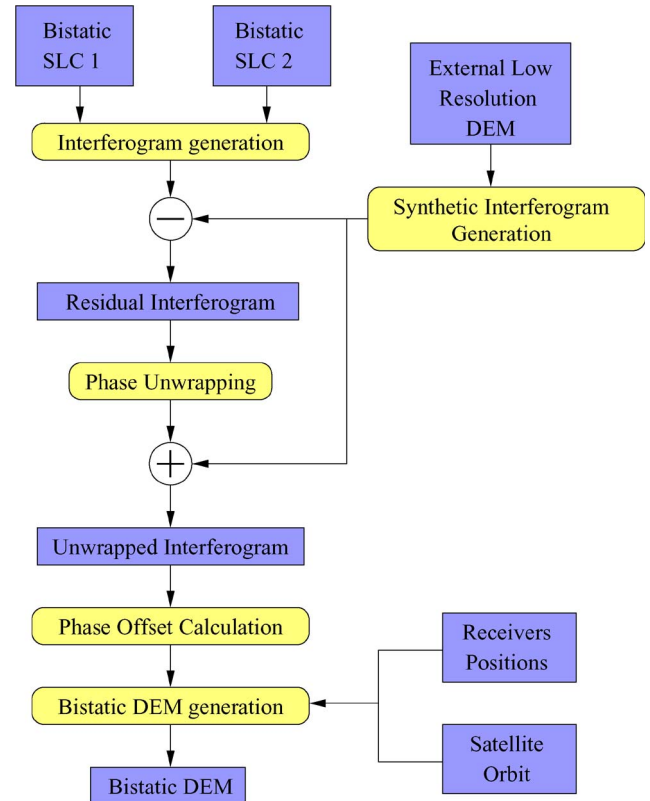 Bistatic
SLC 1
Bistatic
SLC 2
External Low
Resolution
DEM
Interferogram generation
Synthetic Interferogram
Generation
Residual Interferogram
Phase Unwrapping
Unwrapped Interferogram
Phase Offset Calculation
Receivers
Positions
Bistatic DEM generation
Satellite
Orbit
Bistatic DEM